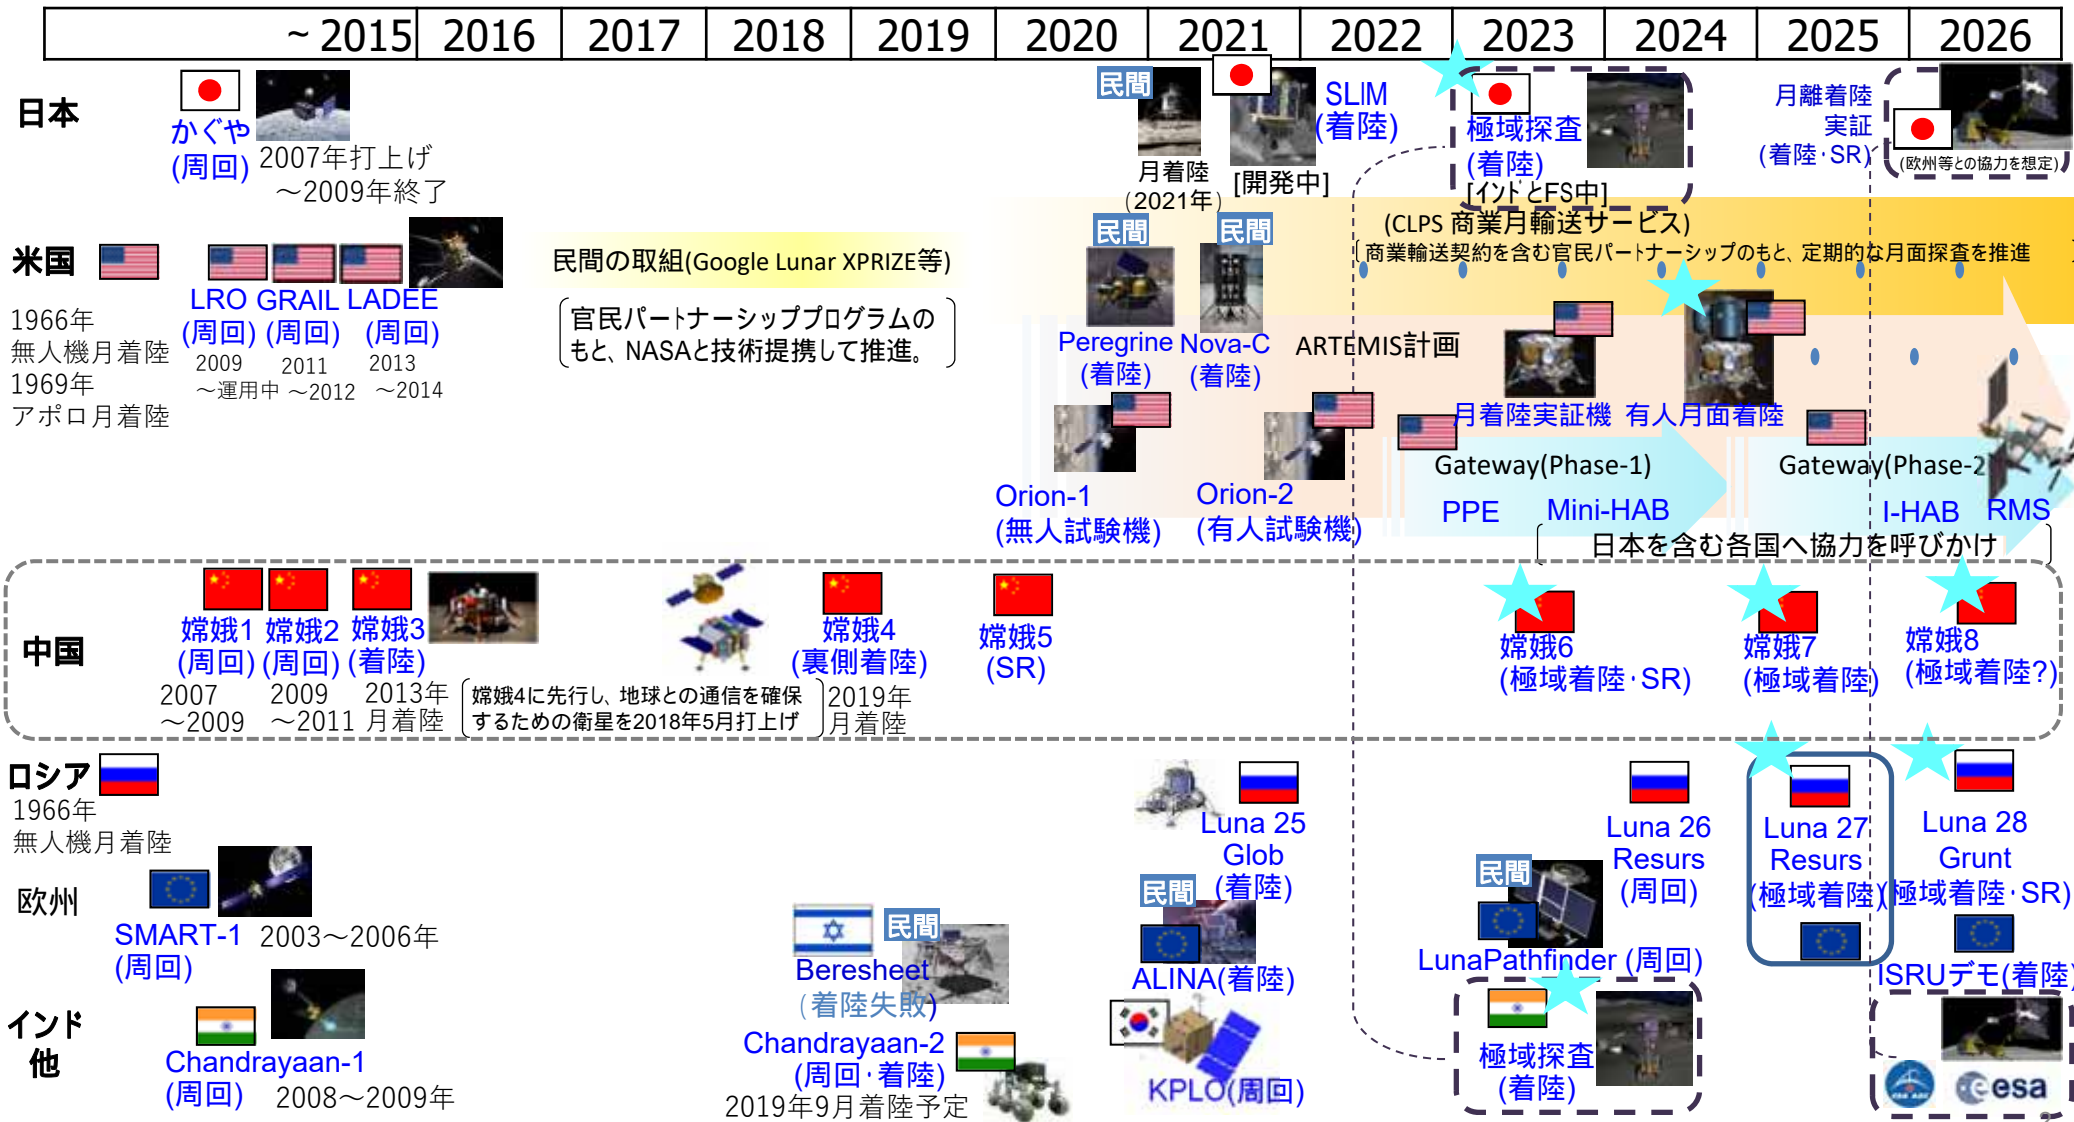 ～2015 2016 2017 2018 2019 2020 2021 2022 2023 2024 2025 2026
日本
かぐや
(周回)
2007年打上げ
～2009年終了
民間
月着陸
(2021年)
[開発中]
SLIM
(着陸)
極域探査
(着陸)
[インドとFS中]
月離着陸
実証
(着陸･SR)
(欧州等との協力を想定)
米国
1966年
無人機月着陸
1969年
アポロ月着陸
LRO
(周回)
2009
～運用中
GRAIL
(周回)
2011
～2012
LADEE
(周回)
2013
～2014
民間の取組(Google Lunar XPRIZE等)
官民パートナーシッププログラムの
もと、NASAと技術提携して推進。
(CLPS 商業月輸送サービス)
商業輸送契約を含む官民パートナーシップのもと、定期的な月面探査を推進
民間
Peregrine
(着陸)
民間
Nova-C
(着陸)
ARTEMIS計画
月着陸実証機
有人月面着陸
Orion-1
(無人試験機)
Orion-2
(有人試験機)
Gateway(Phase-1)
PPE
Mini-HAB
Gateway(Phase-2
I-HAB
RMS
日本を含む各国へ協力を呼びかけ
中国
嫦娥1
(周回)
2007
～2009
嫦娥2
(周回)
2009
～2011
嫦娥3
(着陸)
2013年
月着陸
嫦娥4に先行し、地球との通信を確保
するための衛星を2018年5月打上げ
嫦娥4
(裏側着陸)
2019年
月着陸
嫦娥5
(SR)
嫦娥6
(極域着陸･SR)
嫦娥7
(極域着陸)
嫦娥8
(極域着陸?)
ロシア
1966年
無人機月着陸
Luna 25
Glob
(着陸)
Luna 26
Resurs
(周回)
Luna 27
Resurs
(極域着陸)
Luna 28
Grunt
(極域着陸･SR)
欧州
SMART-1
(周回)
2003～2006年
民間
Beresheet
(着陸失敗)
民間
ALINA(着陸)
民間
LunaPathfinder (周回)
ISRUデモ(着陸)
インド
他
Chandrayaan-1
(周回)
2008～2009年
Chandrayaan-2
(周回･着陸)
2019年9月着陸予定
KPLO(周回)
極域探査
(着陸)
esa